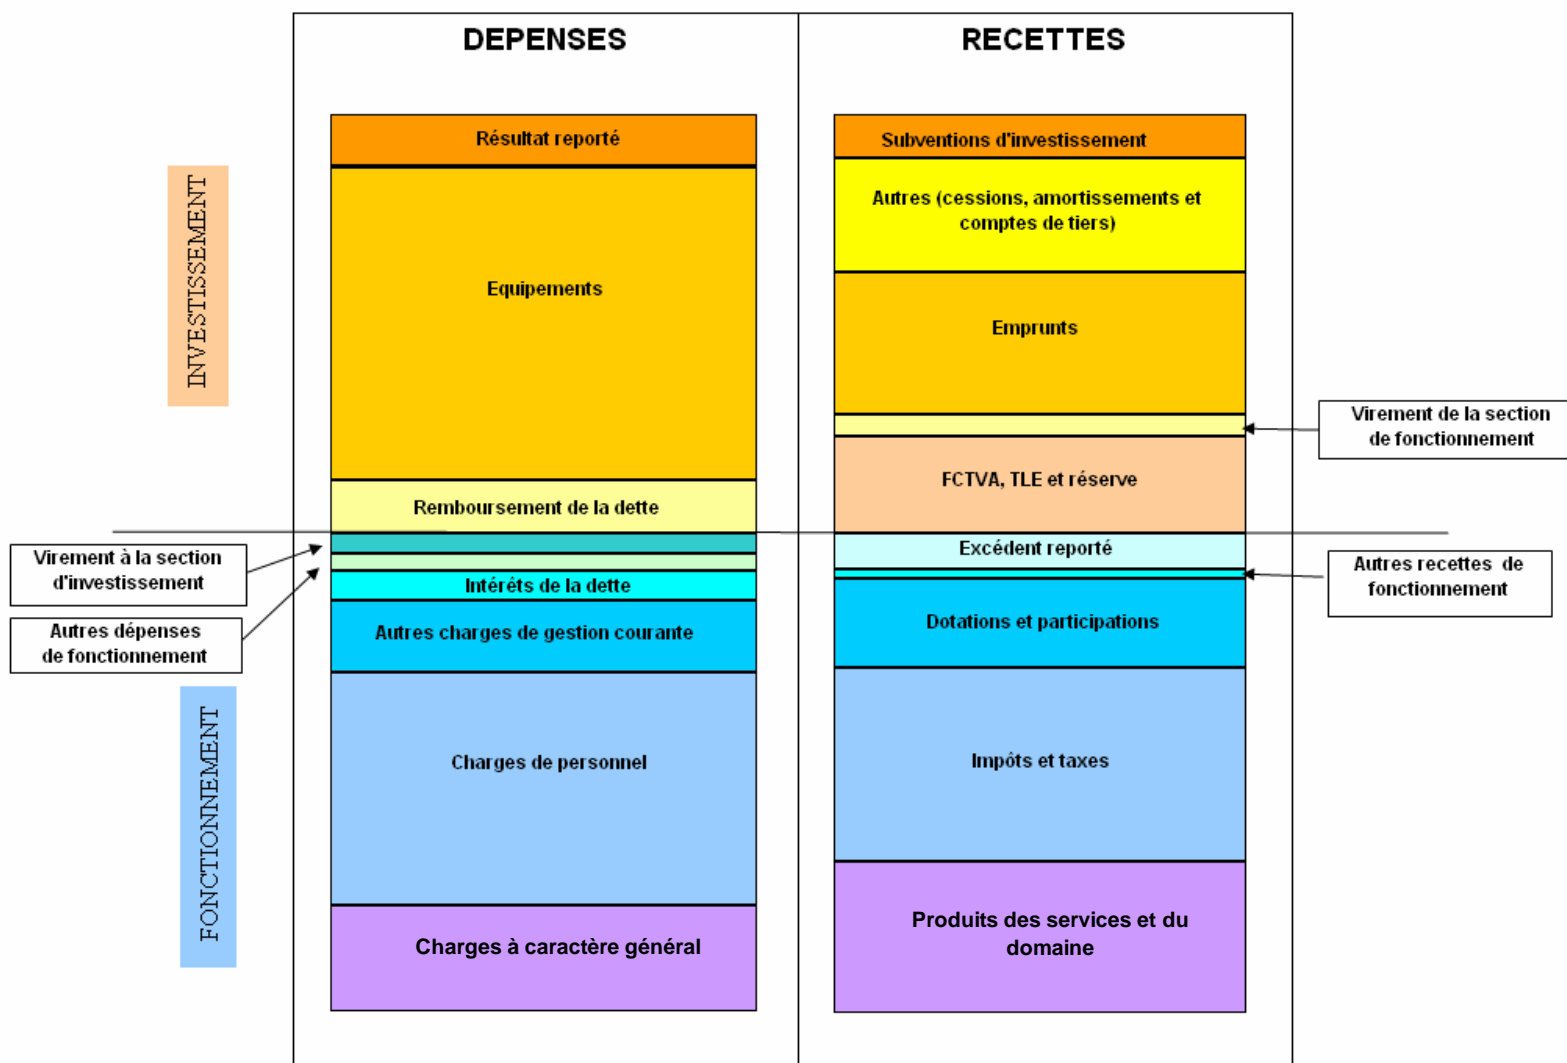 DEPENSES
RECETTES
INVESTISSEMENT
Résultat reporté
Equipements
Remboursement de la dette
Subventions d'investissement
Autres (cessions, amortissements et
comptes de tiers)
Emprunts
Virement de la section
de fonctionnement
FCTVA, TLE et réserve
Virement à la section
d'investissement
Autres dépenses
de fonctionnement
FONCTIONNEMENT
Intérêts de la dette
Autres charges de gestion courante
Charges de personnel
Charges à caractère général
Excédent reporté
Autres recettes de
fonctionnement
Dotations et participations
Impôts et taxes
Produits des services et du
domaine